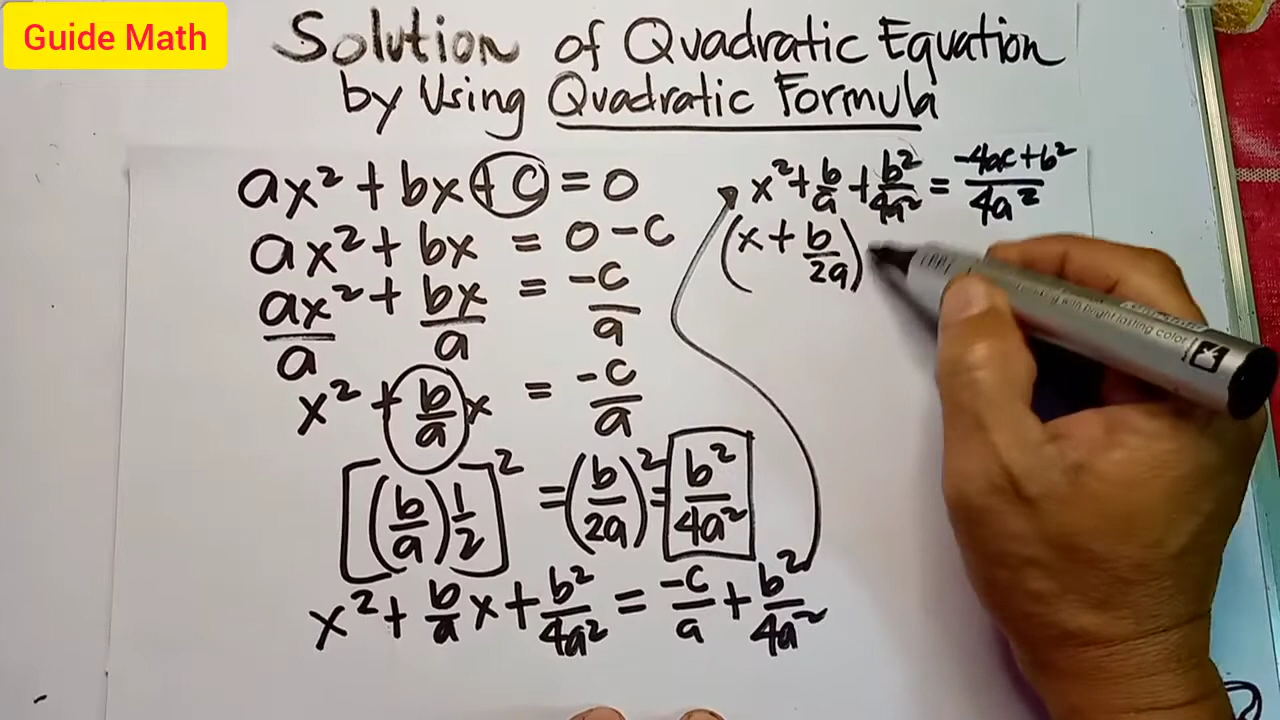 Guide Math
Solution of Quadratic Equation
by Using Quadratic Formula
ax² + bx + c = 0
ax² + bx = 0 - c
ax²/a + bx/a = -c/a
x² + b/a x = -c/a
[(b/a) 1/2]² = (b/2a)² = b²/4a²
x² + b/a x + b²/4a² = -c/a + b²/4a²
x² + b/a + b²/4a² = -4ac + b²/4a²
(x + b/2a)